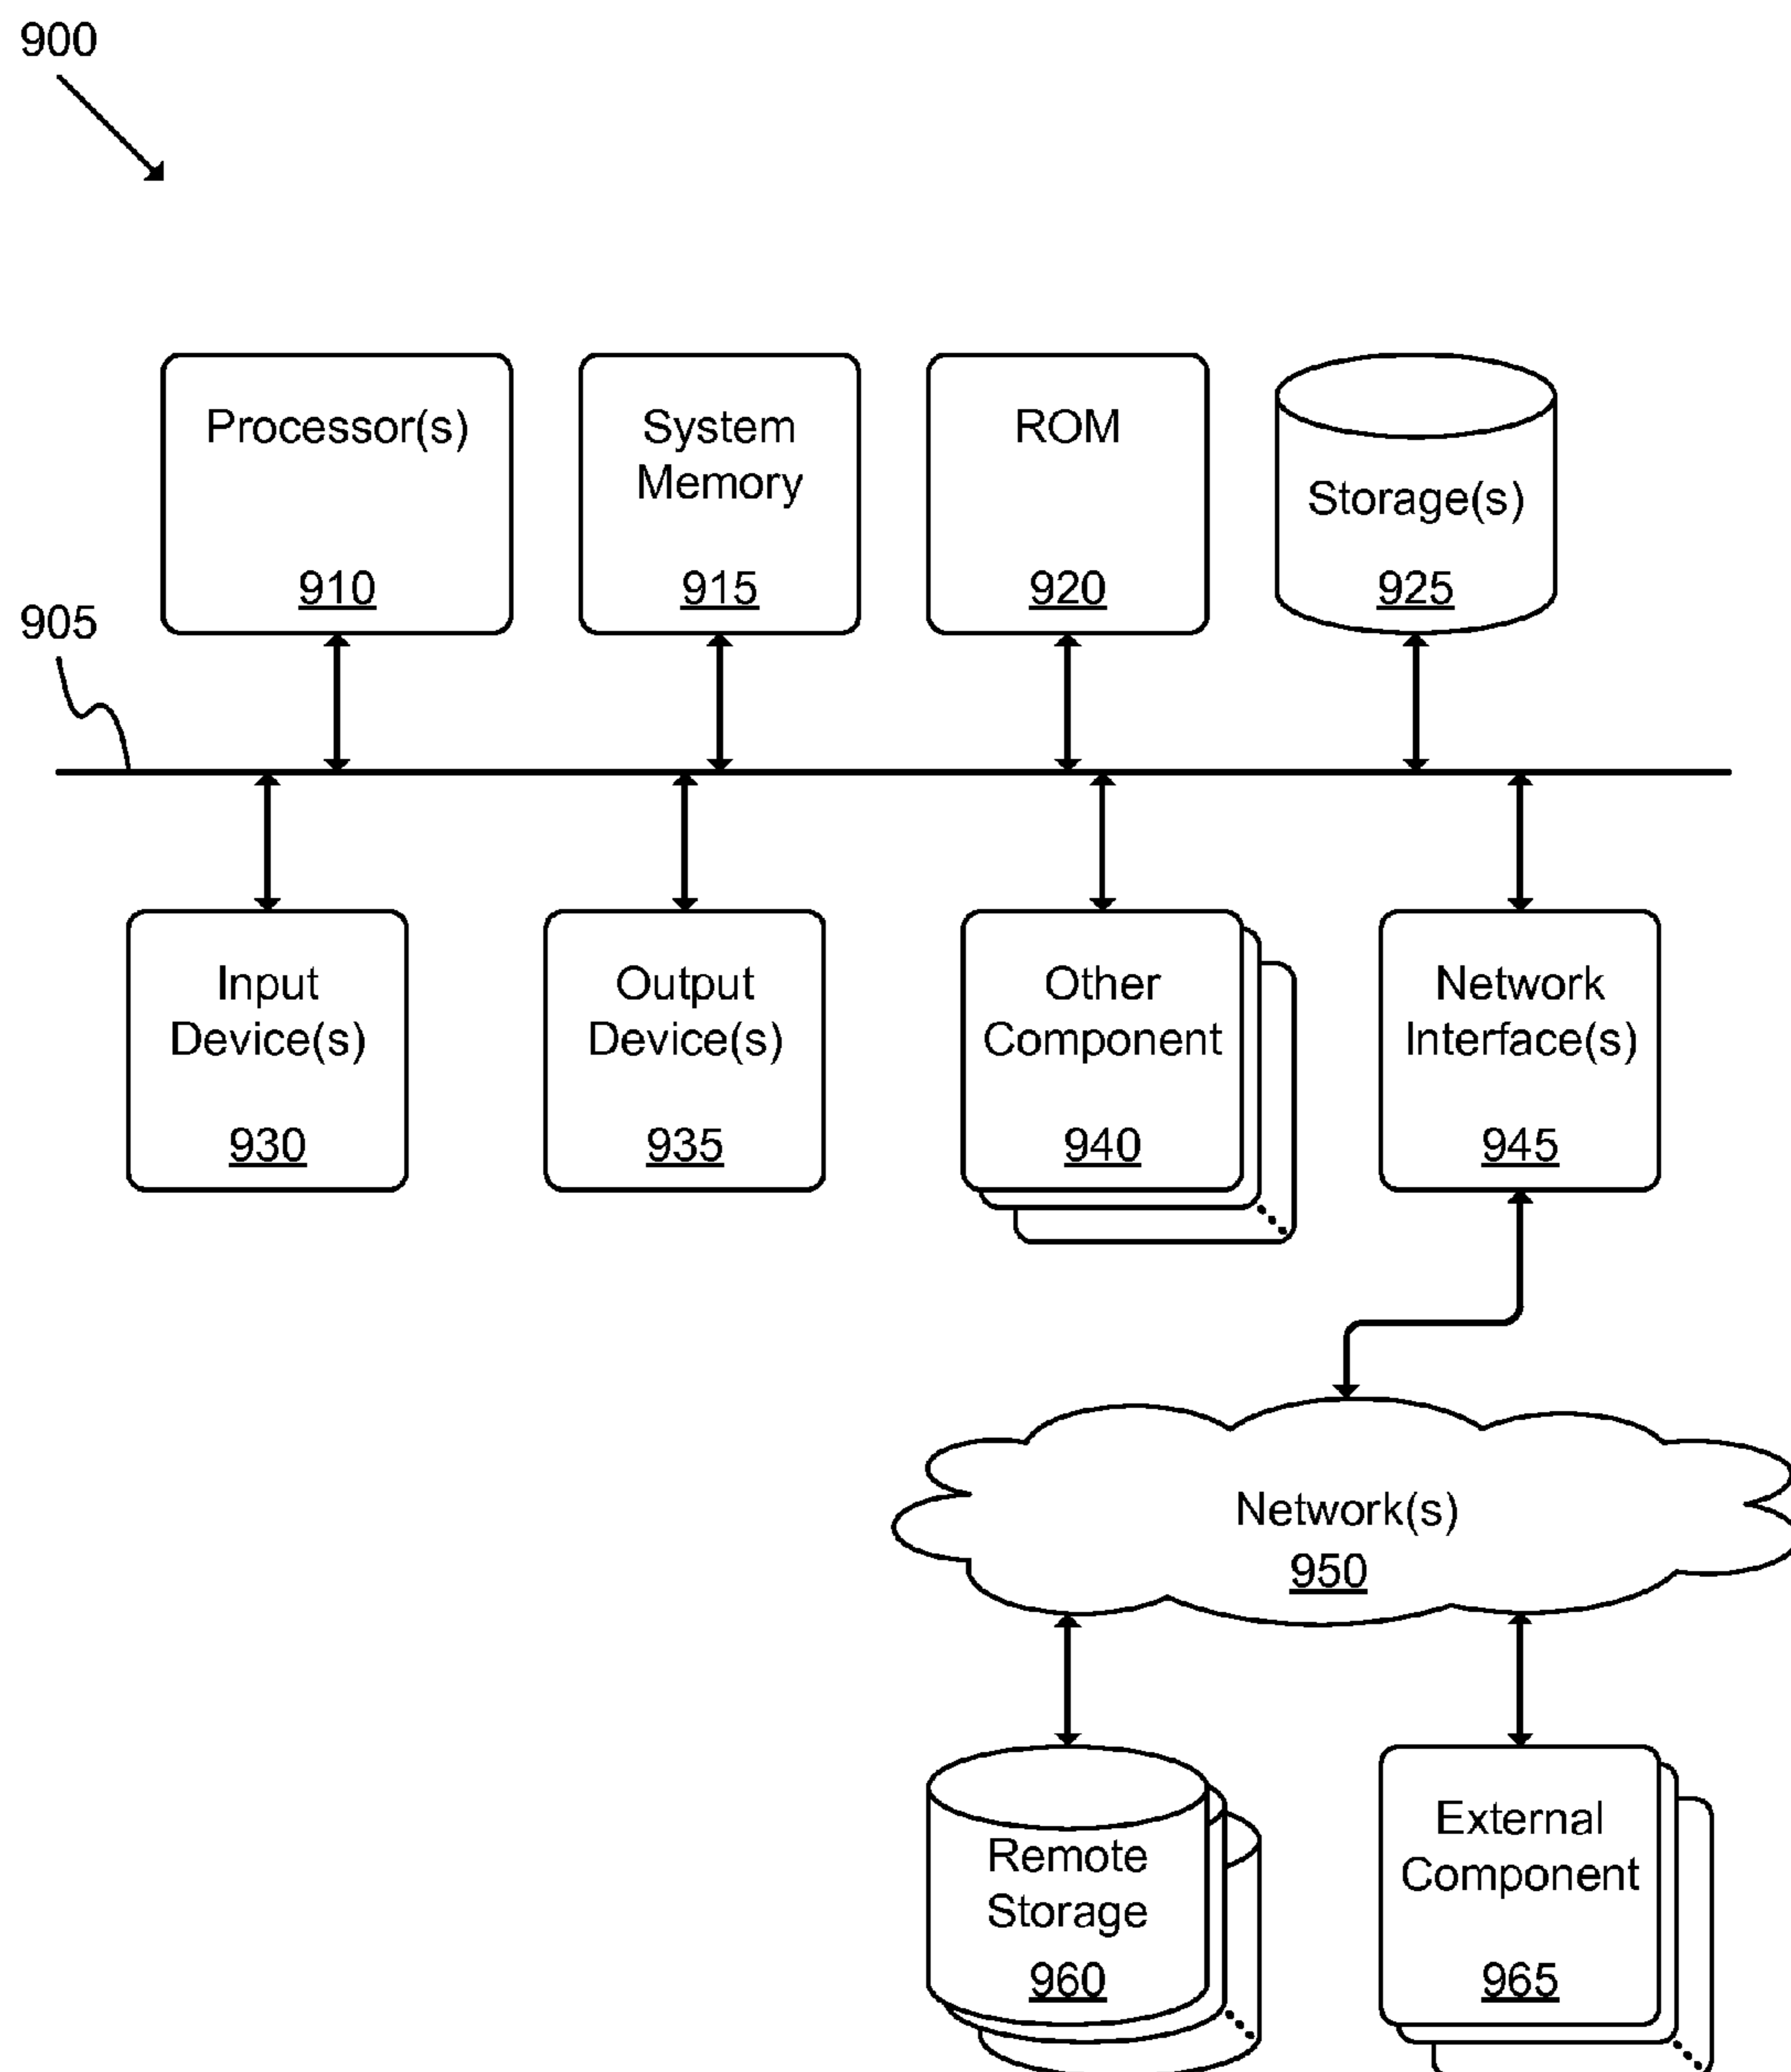 900
Processor(s)
910
System
Memory
915
ROM
920
Storage(s)
925
905
Input
Device(s)
930
Output
Device(s)
935
Other
Component
940
Network
Interface(s)
945
Network(s)
950
Remote
Storage
960
External
Component
965